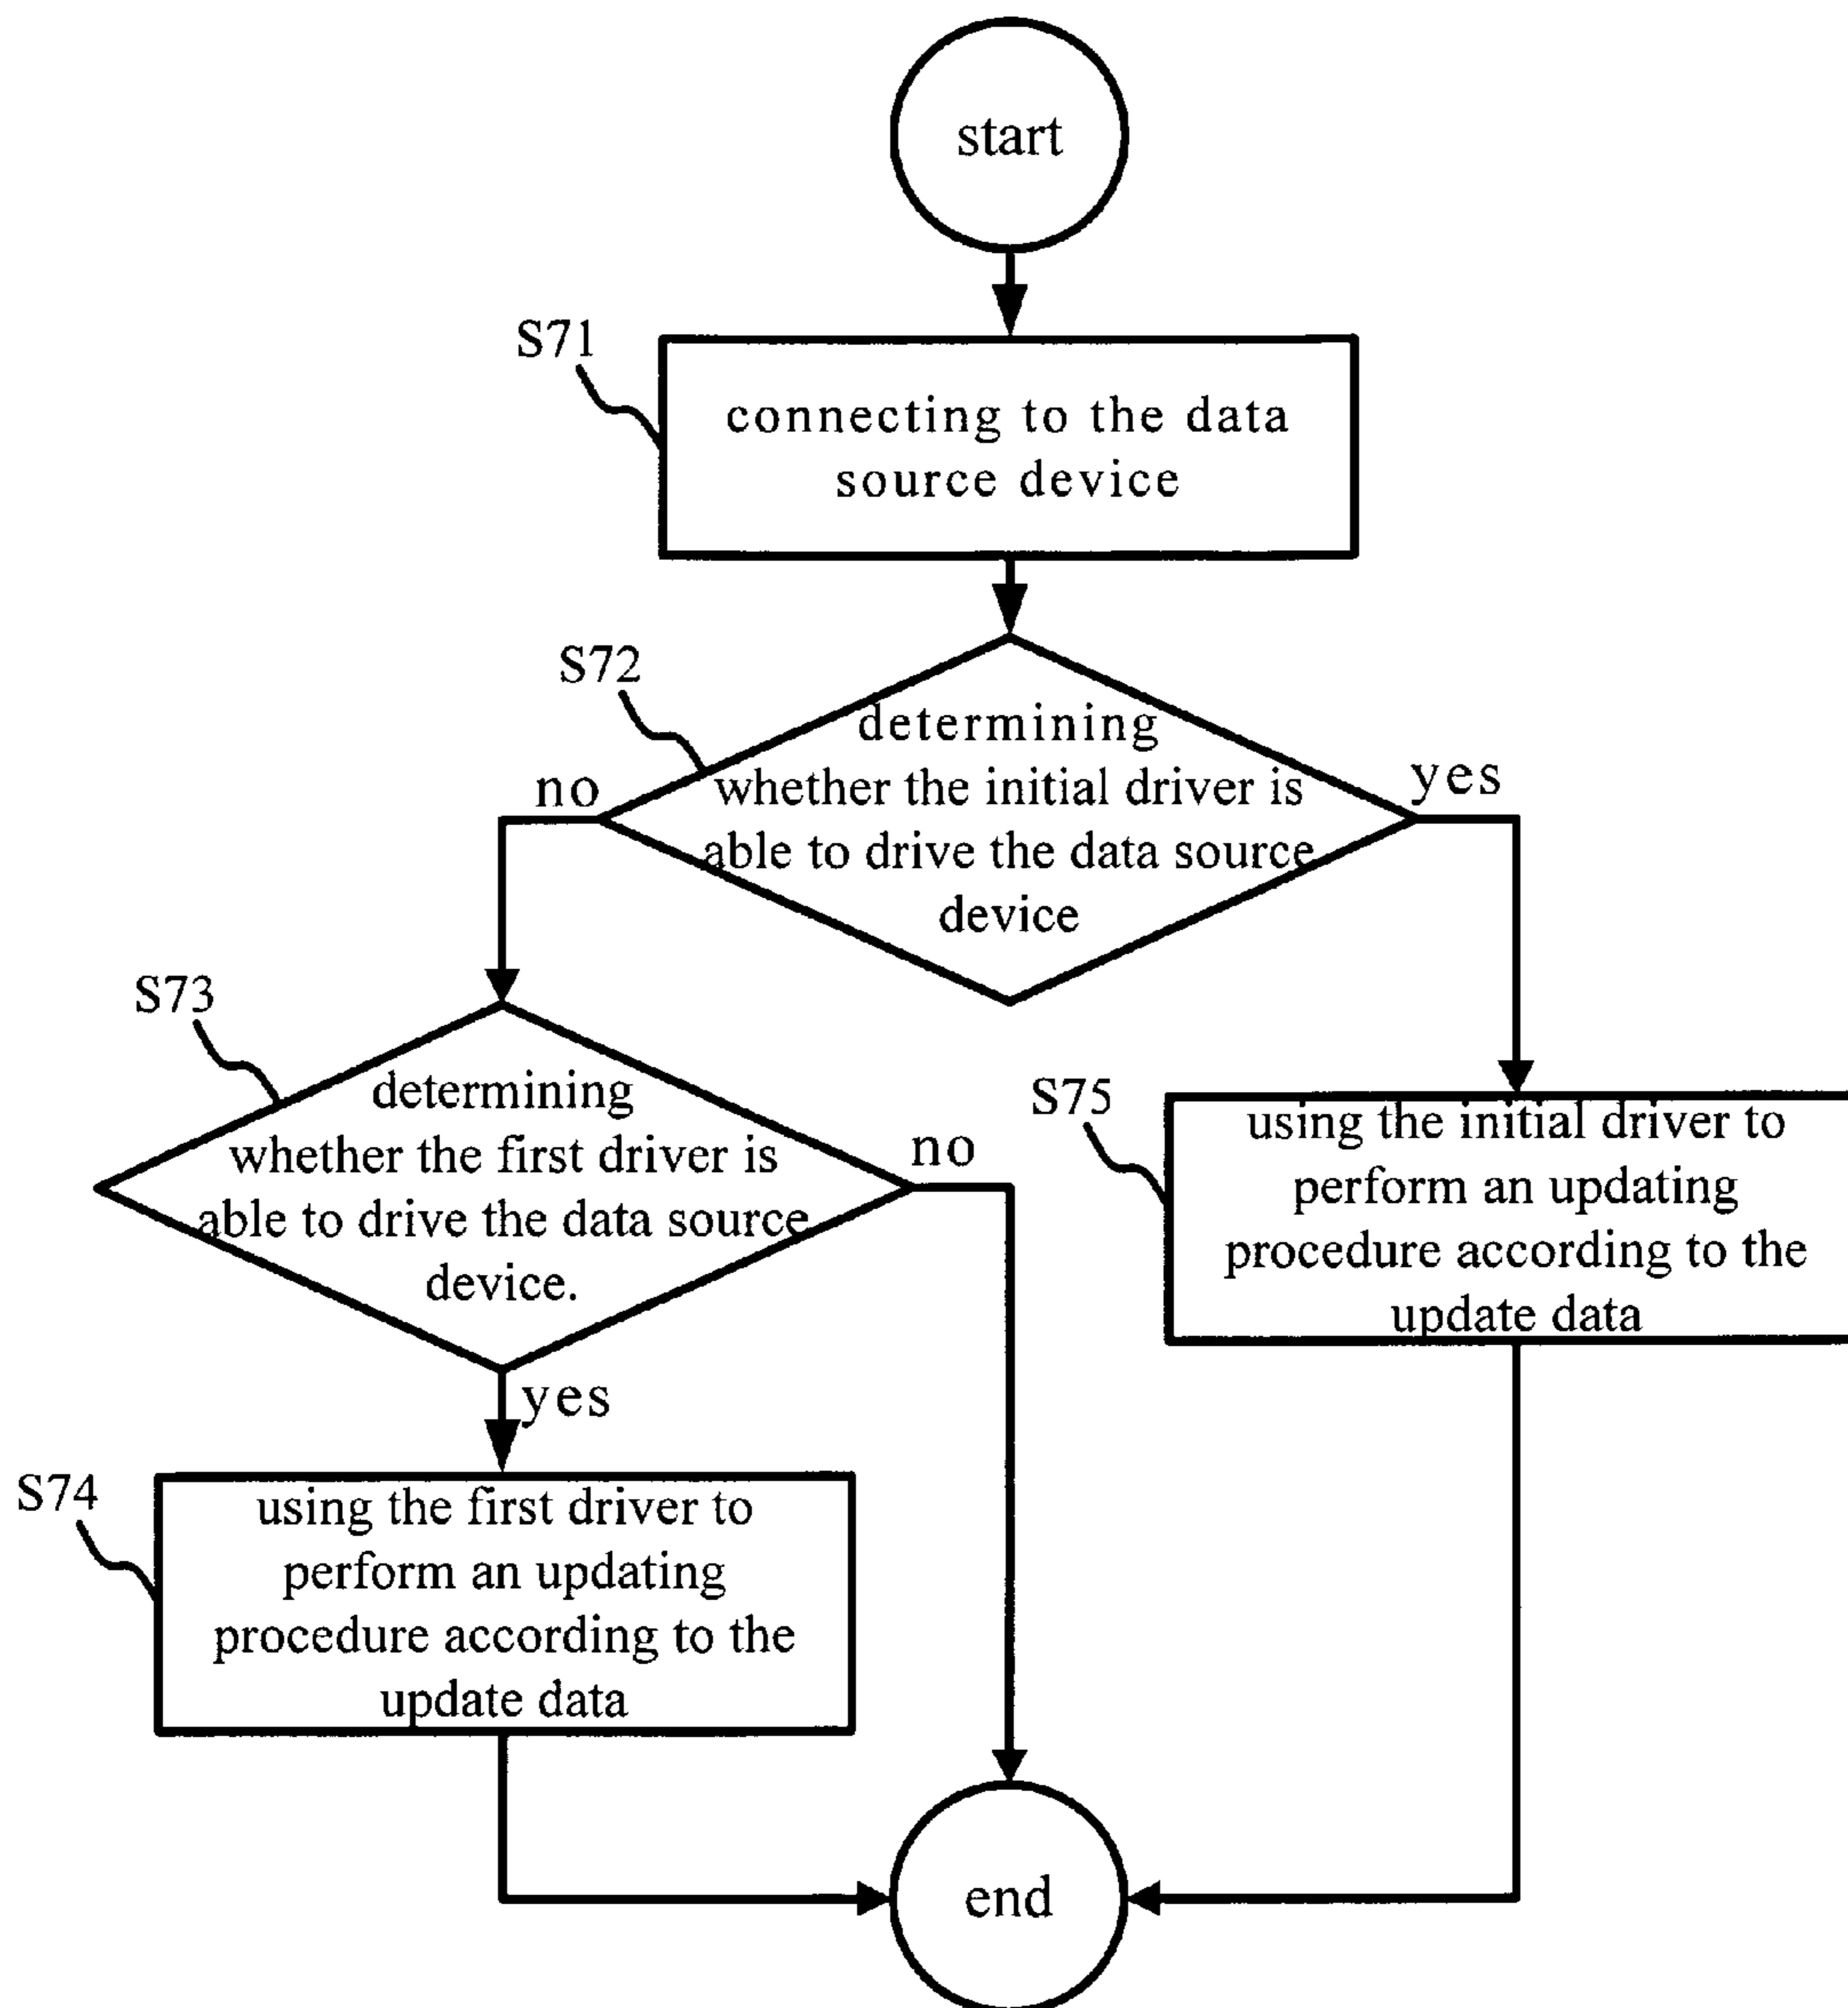 start
S71
connecting to the data
source device
S72
determining
whether the initial driver is
able to drive the data source
device
no
yes
S73
determining
whether the first driver is
able to drive the data source
device.
no
yes
S75
using the initial driver to
perform an updating
procedure according to the
update data
S74
using the first driver to
perform an updating
procedure according to the
update data
end